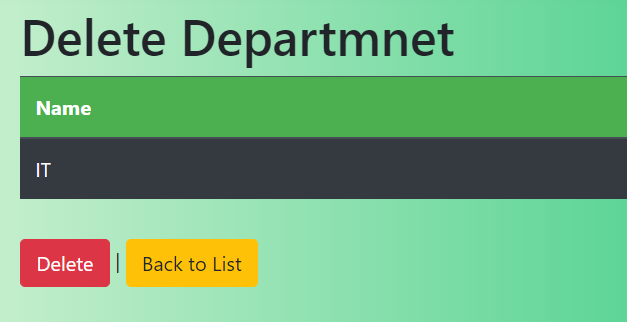 Delete Departmnet
Name
IT
Delete | Back to List